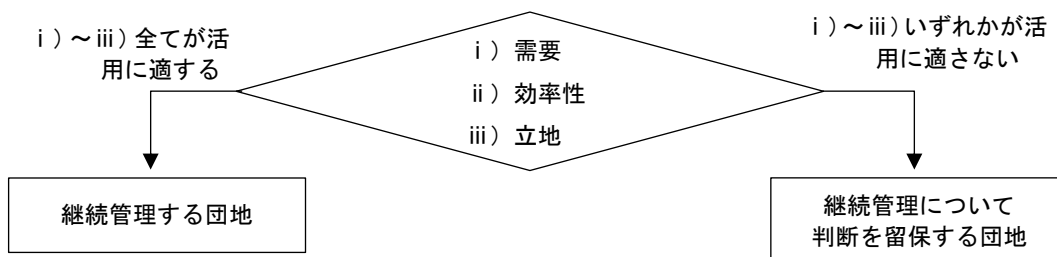 ⅰ）～ⅲ）全てが活
用に適する
ⅰ）需要
ⅱ）効率性
ⅲ）立地
ⅰ）～ⅲ）いずれかが活
用に適さない
継続管理する団地
継続管理について
判断を留保する団地